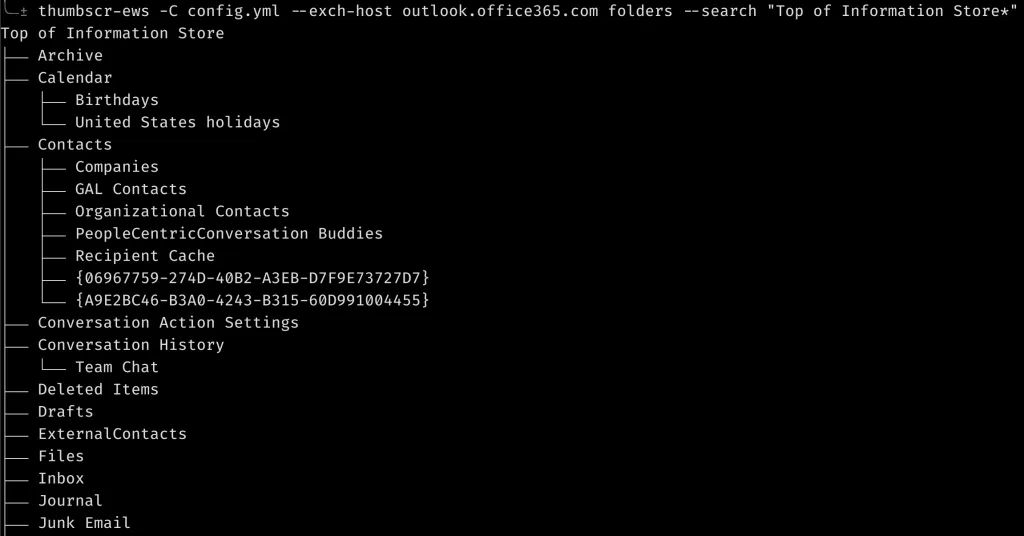 thumbscr-ews -C config.yml --exch-host outlook.office365.com folders --search "Top of Information Store*"
Top of Information Store
├── Archive
├── Calendar
│   ├── Birthdays
│   └── United States holidays
├── Contacts
│   ├── Companies
│   ├── GAL Contacts
│   ├── Organizational Contacts
│   ├── PeopleCentricConversation Buddies
│   ├── Recipient Cache
│   ├── {06967759-274D-40B2-A3EB-D7F9E73727D7}
│   └── {A9E2BC46-B3A0-4243-B315-60D991004455}
├── Conversation Action Settings
├── Conversation History
│   └── Team Chat
├── Deleted Items
├── Drafts
├── ExternalContacts
├── Files
├── Inbox
├── Journal
├── Junk Email